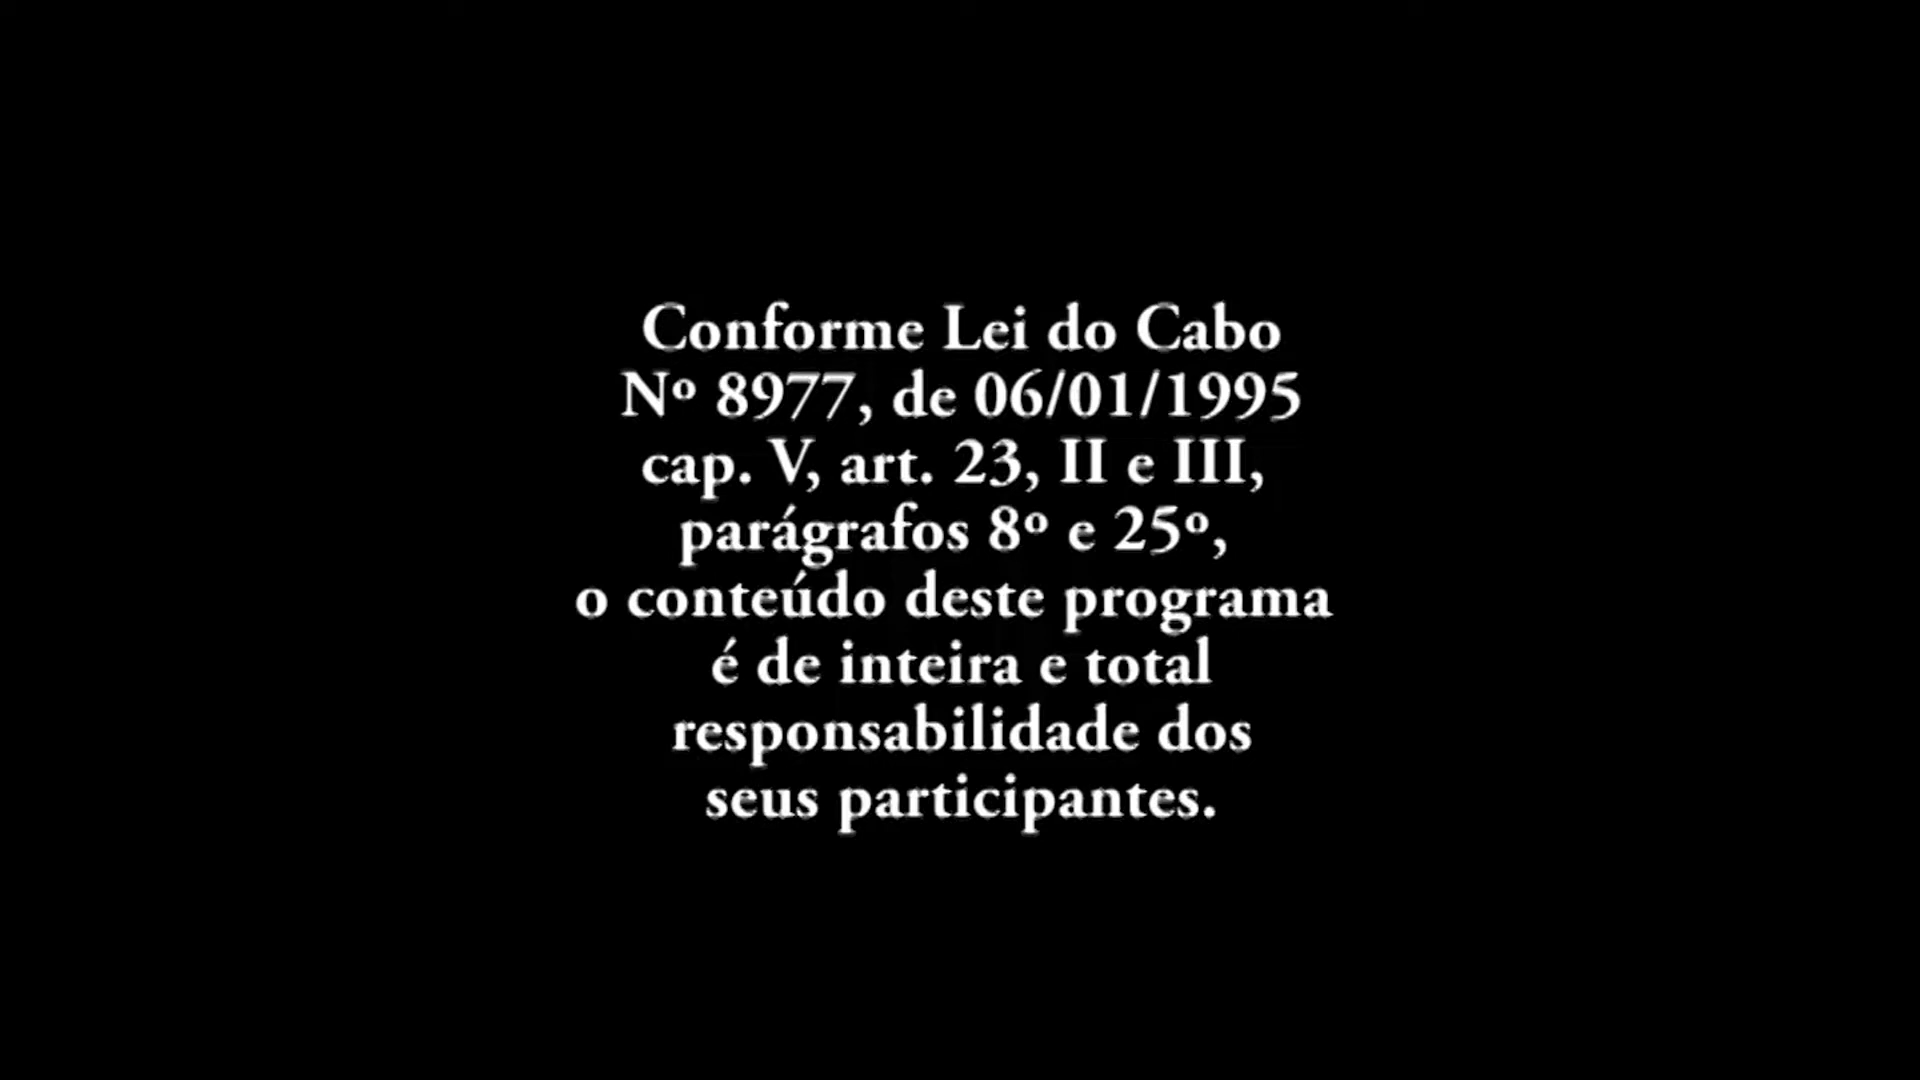 Conforme Lei do Cabo
Nº 8977, de 06/01/1995
cap. V, art. 23, II e III,
parágrafos 8º e 25º,
o conteúdo deste programa
é de inteira e total
responsabilidade dos
seus participantes.